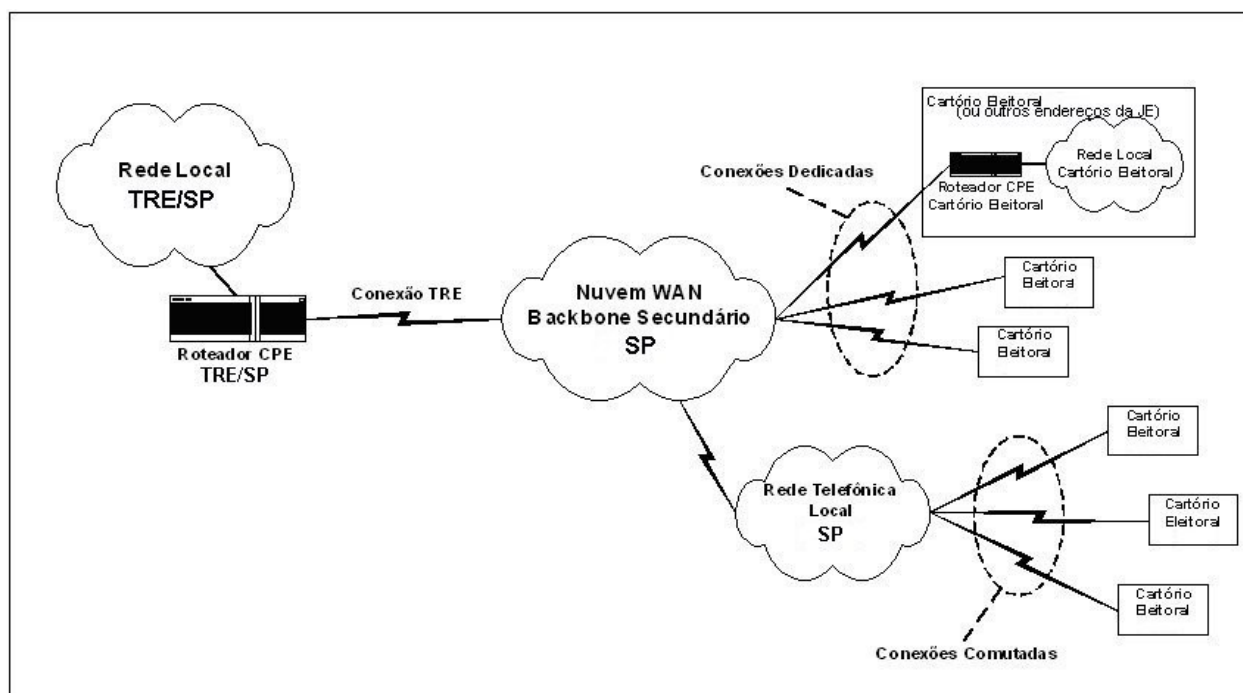 Rede Local
TRE/SP
Roteador CPE
TRE/SP
Conexão TRE
Nuvem WAN
Backbone Secundário
SP
Conexões Dedicadas
Cartório Eleitoral
(ou outros endereços da JE)
Roteador CPE
Cartório Eleitoral
Rede Local
Cartório Eleitoral
Cartório
Eleitora
Cartório
Eleitoral
Rede Telefônica
Local
SP
Cartório
Eleitoral
Cartório
Eleitoral
Cartório
Eleitoral
Conexões Comutadas